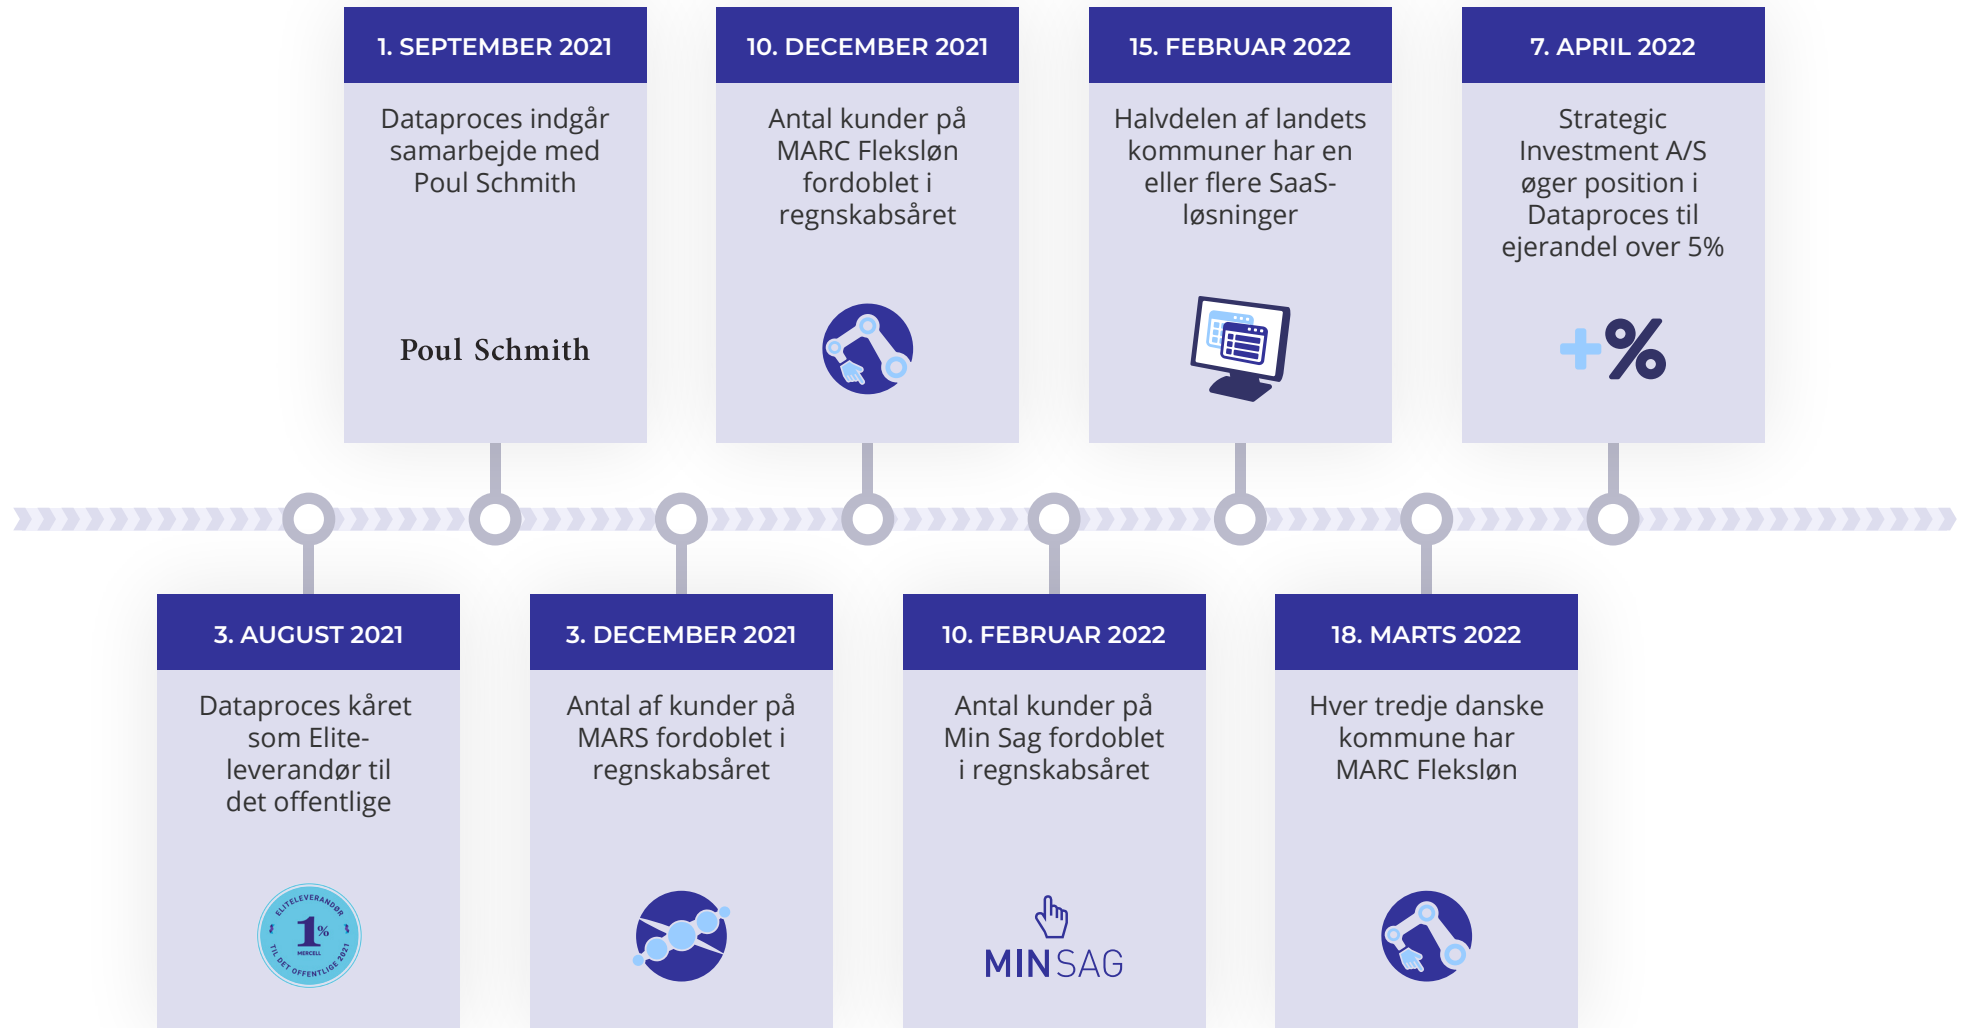 1. SEPTEMBER 2021
Dataproces indgår
samarbejde med
Poul Schmith
Poul Schmith
10. DECEMBER 2021
Antal kunder på
MARC Fleksløn
fordoblet i
regnskabsåret
15. FEBRUAR 2022
Halvdelen af landets
kommuner har en
eller flere SaaS-
løsninger
7. APRIL 2022
Strategic
Investment A/S
øger position i
Dataproces til
ejerandel over 5%
+%
3. AUGUST 2021
Dataproces kåret
som Elite-
leverandør til
det offentlige
ELITELEVERANDØR
1%
MERCELL
TIL DET OFFENTLIGE 2021
3. DECEMBER 2021
Antal af kunder på
MARS fordoblet i
regnskabsåret
10. FEBRUAR 2022
Antal kunder på
Min Sag fordoblet
i regnskabsåret
MINSAG
18. MARTS 2022
Hver tredje danske
kommune har
MARC Fleksløn